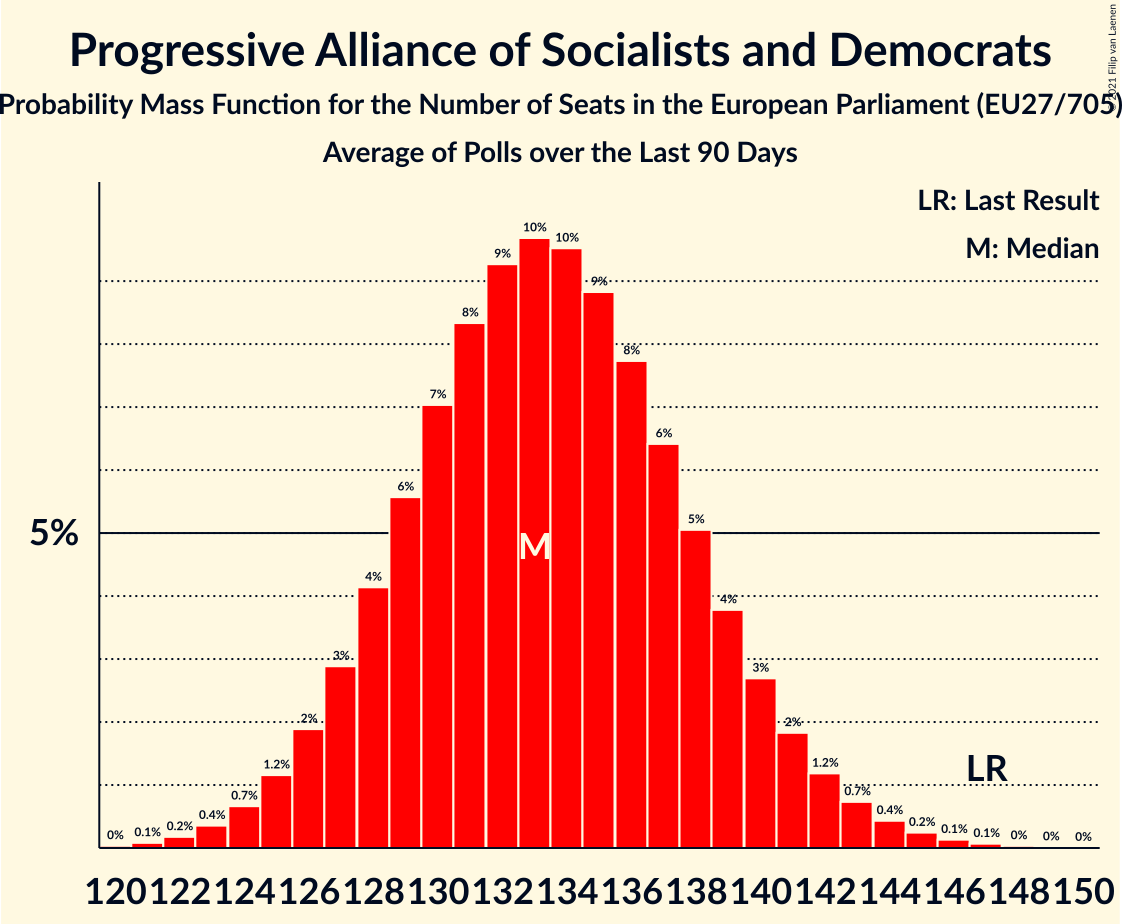 Progressive Alliance of Socialists and Democrats
Probability Mass Function for the Number of Seats in the European Parliament (EU27/705)
Average of Polls over the Last 90 Days
© 2021 Filip van Laenen
LR: Last Result
M: Median
5%
0% 0.1% 0.2% 0.4% 0.7% 1.2% 2% 3% 4% 6% 7% 8% 9% 10% 10% 9% 8% 6% 5% 4% 3% 2% 1.2% 0.7% 0.4% 0.2% 0.1% 0.1% 0% 0% 0%
M
LR
120 122 124 126 128 130 132 134 136 138 140 142 144 146 148 150